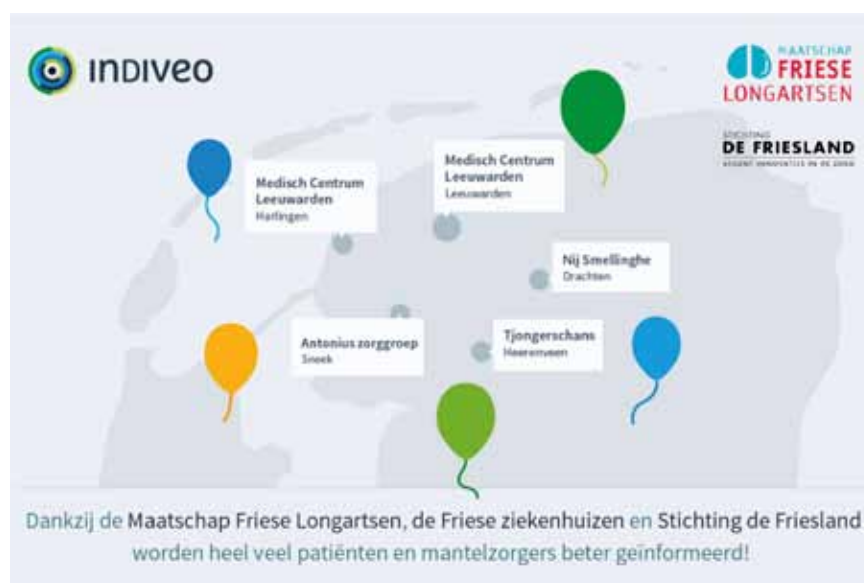 INDIVEO
MAATSCHAP
FRIESE
LONGARTSEN
STICHTING
DE FRIESLAND
Medisch Centrum
Leeuwarden
Harlingen
Medisch Centrum
Leeuwarden
Leeuwarden
Nij Smellinghe
Drachten
Antonius zorggroep
Sneek
Tjongerschans
Heerenveen
Dankzij de Maatschap Friese Longartsen, de Friese ziekenhuizen en Stichting de Friesland
worden heel veel patiënten en mantelzorgers beter geïnformeerd!